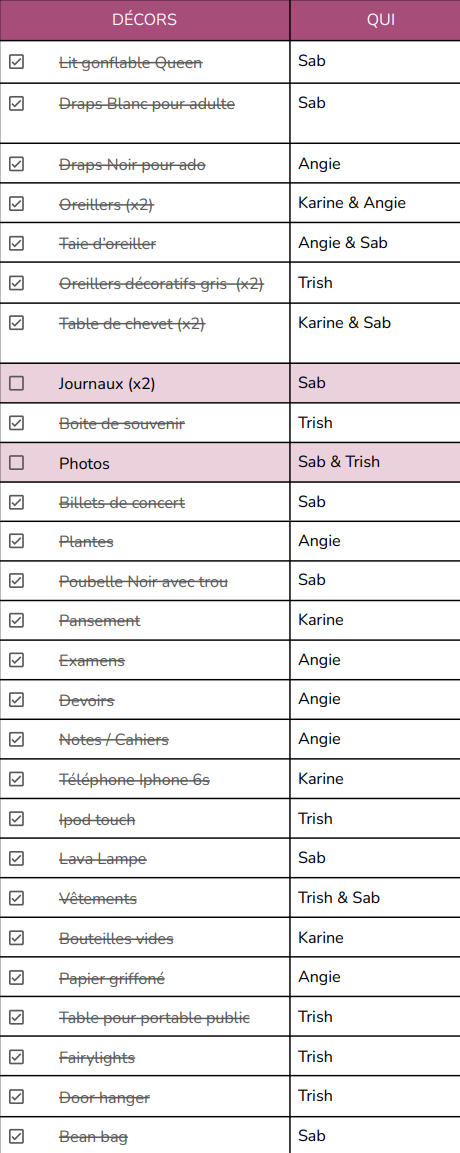 DÉCORS QUI
Lit gonflable Queen Sab
Draps Blanc pour adulte Sab
Draps Noir pour ado Angie
Oreillers (x2) Karine & Angie
Taie d'oreiller Angie & Sab
Oreillers décoratifs gris (x2) Trish
Table de chevet (x2) Karine & Sab
Journaux (x2) Sab
Boite de souvenir Trish
Photos Sab & Trish
Billets de concert Sab
Plantes Angie
Poubelle Noir avec trou Sab
Pansement Karine
Examens Angie
Devoirs Angie
Notes / Cahiers Angie
Téléphone Iphone 6s Karine
Ipod touch Trish
Lava Lampe Sab
Vêtements Trish & Sab
Bouteilles vides Karine
Papier griffoné Angie
Table pour portable public Trish
Fairylights Trish
Door hanger Trish
Bean bag Sab